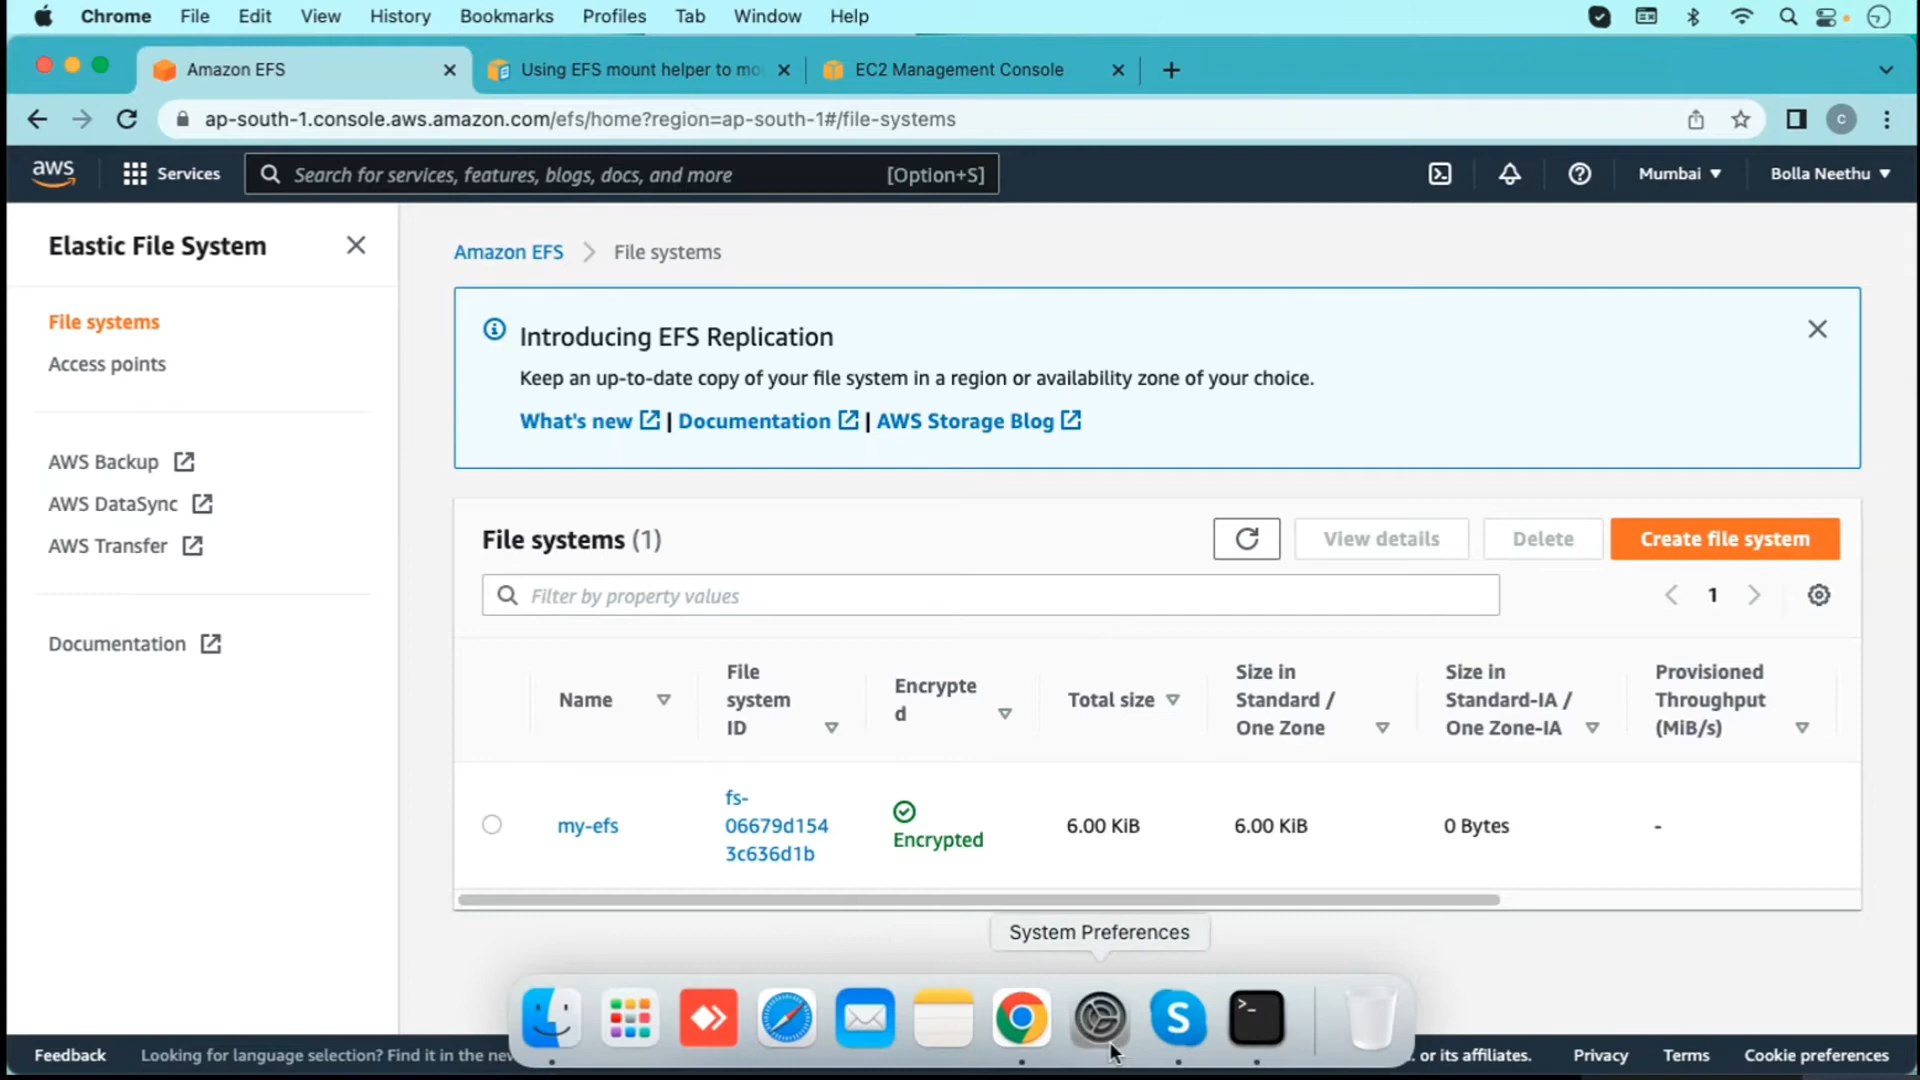 Chrome File Edit View History Bookmarks Profiles Tab Window Help
Amazon EFS
Using EFS mount helper to mo
EC2 Management Console
ap-south-1.console.aws.amazon.com/efs/home?region=ap-south-1#/file-systems
C
aws Services Search for services, features, blogs, docs, and more [Option+S] Mumbai Bolla Neethu
Elastic File System
File systems
Access points
AWS Backup
AWS DataSync
AWS Transfer
Documentation
Amazon EFS File systems
Introducing EFS Replication
Keep an up-to-date copy of your file system in a region or availability zone of your choice.
What's new | Documentation | AWS Storage Blog
File systems (1) View details Delete Create file system
Filter by property values
1
Name
File
system
ID
Encrypte
d
Total size
Size in
Standard /
One Zone
Size in
Standard-IA /
One Zone-IA
Provisioned
Throughput
(MiB/s)
my-efs
fs-
06679d154
3c636d1b
Encrypted
6.00 KiB
6.00 KiB
0 Bytes
-
System Preferences
S
>_
Feedback Looking for language selection? Find it in the new . or its affiliates. Privacy Terms Cookie preferences